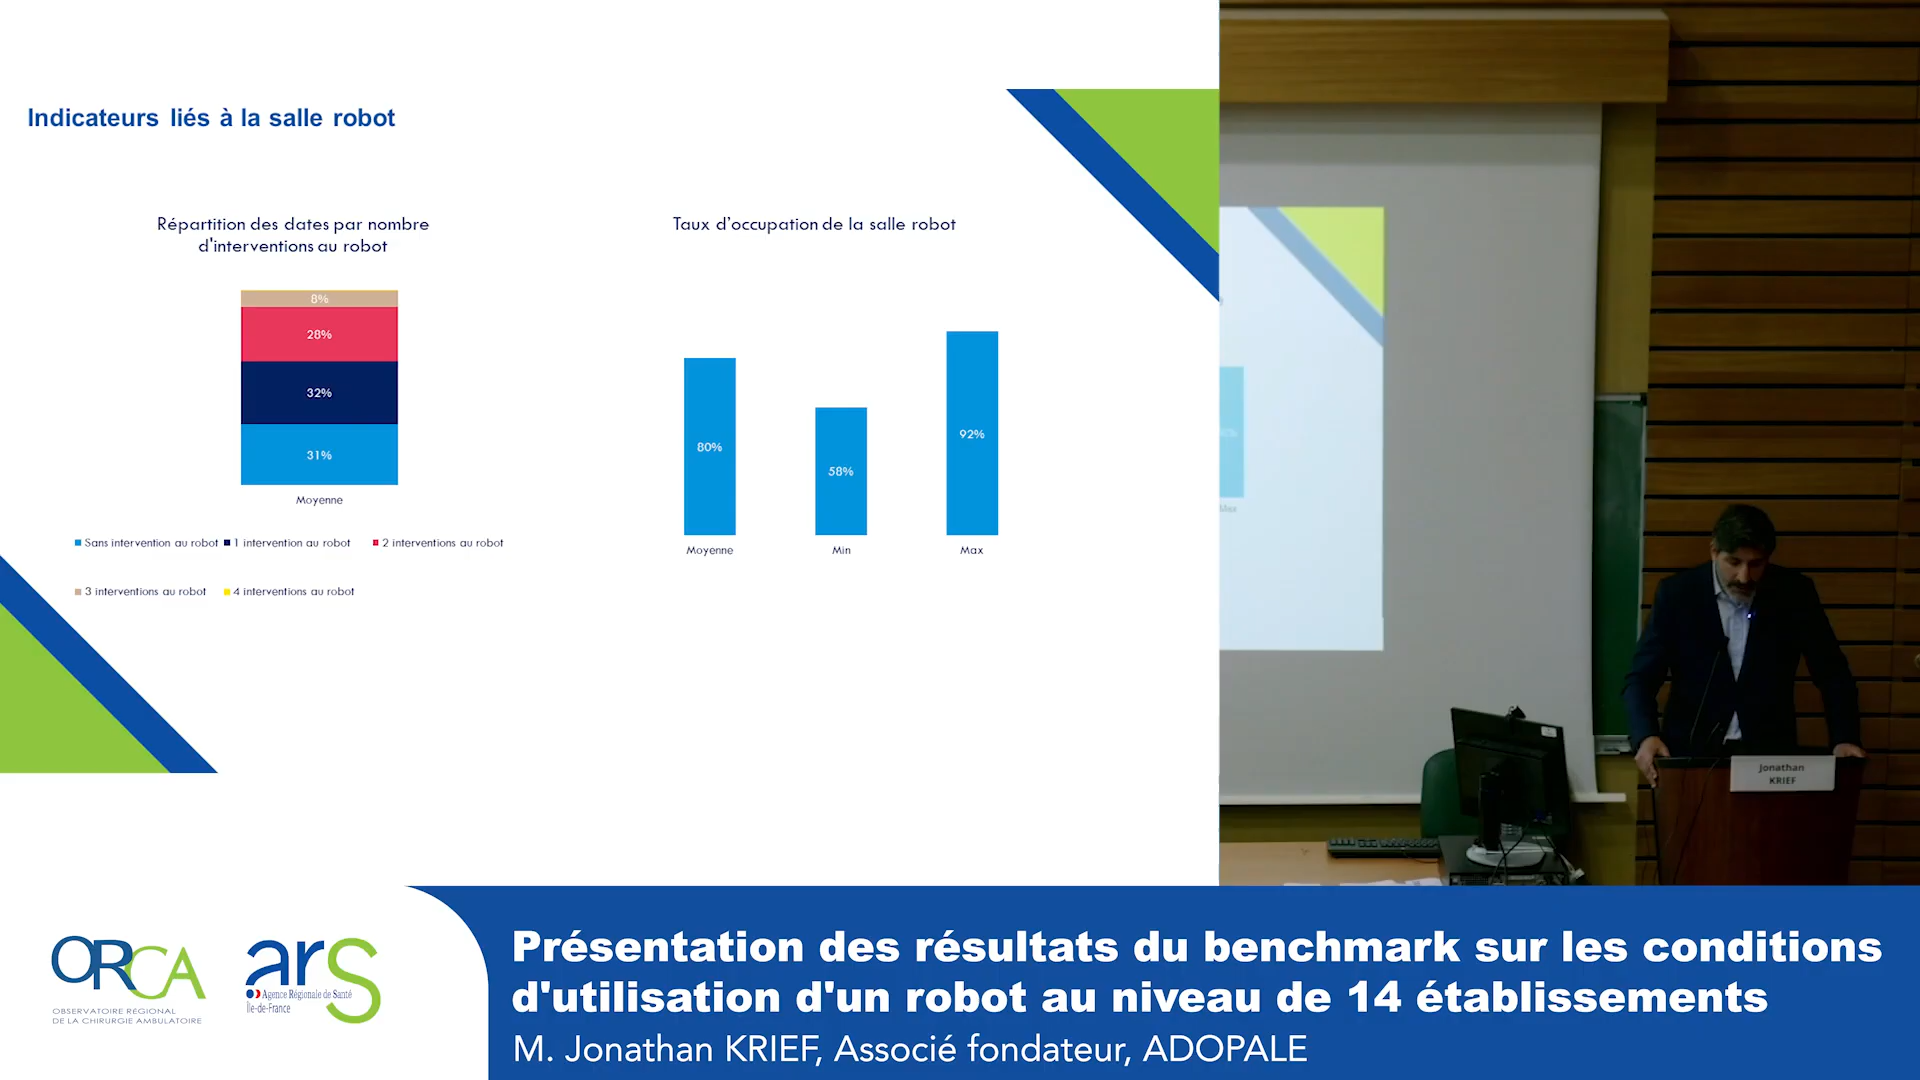 Indicateurs liés à la salle robot
Répartition des dates par nombre
d'interventions au robot
8%
28%
32%
31%
Moyenne
Sans intervention au robot
1 intervention au robot
2 interventions au robot
3 interventions au robot
4 interventions au robot
Taux d'occupation de la salle robot
80%
58%
92%
Moyenne
Min
Max
Max
Jonathan
KRIEF
ORCA
OBSERVATOIRE RÉGIONAL
DE LA CHIRURGIE AMBULATOIRE
ars
Agence Régionale de Santé
Île-de-France
Présentation des résultats du benchmark sur les conditions
d'utilisation d'un robot au niveau de 14 établissements
M. Jonathan KRIEF, Associé fondateur, ADOPALE